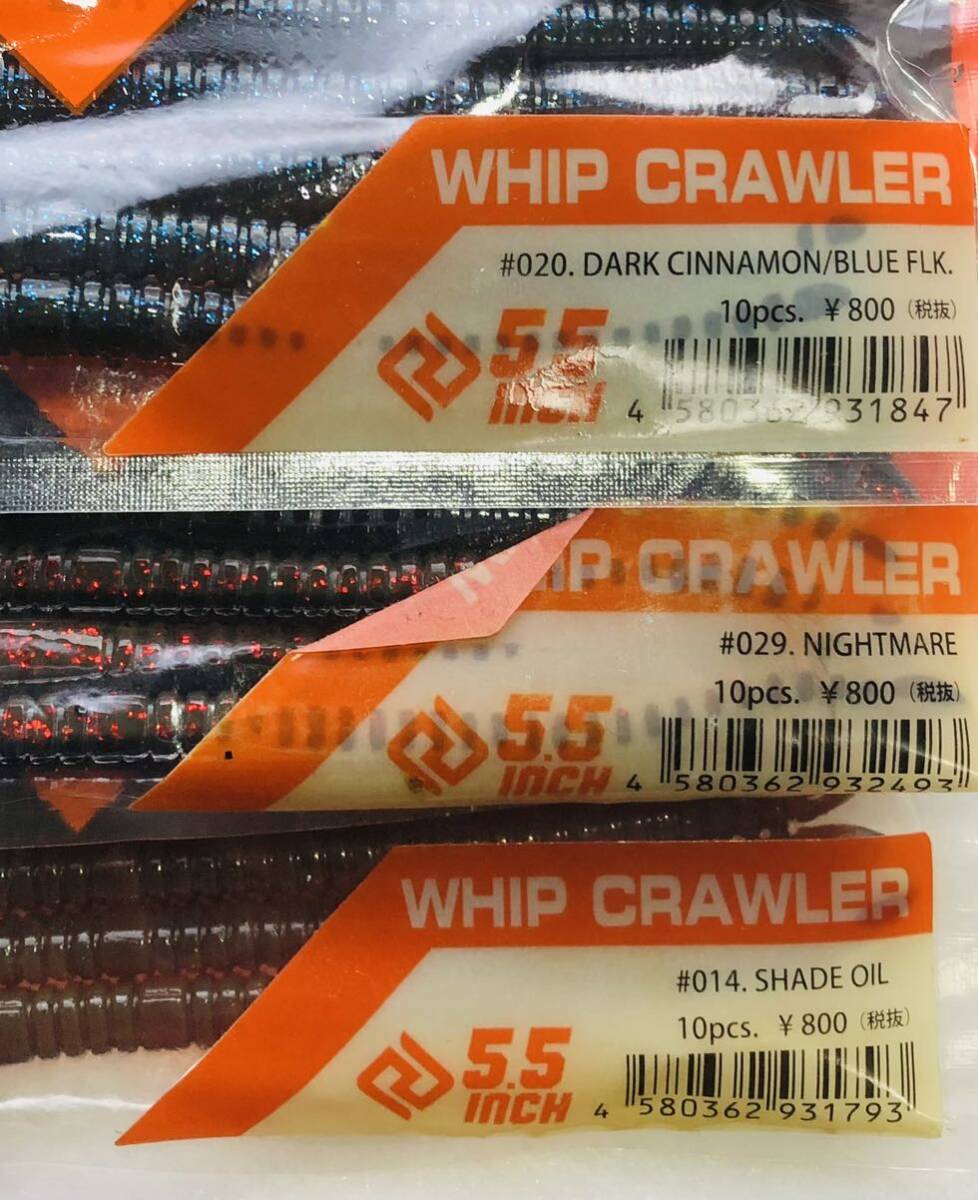 WHIP CRAWLER
#020. DARK CINNAMON/BLUE FLK.
10pcs. ¥800 (税抜)
5.5
INCH
4 580362 931847
WHIP CRAWLER
#029. NIGHTMARE
10pcs. ¥800 (税抜)
5.5
INCH
4 580362 932493
WHIP CRAWLER
#014. SHADE OIL
10pcs. ¥800 (税抜)
5.5
INCH
4 580362 931793